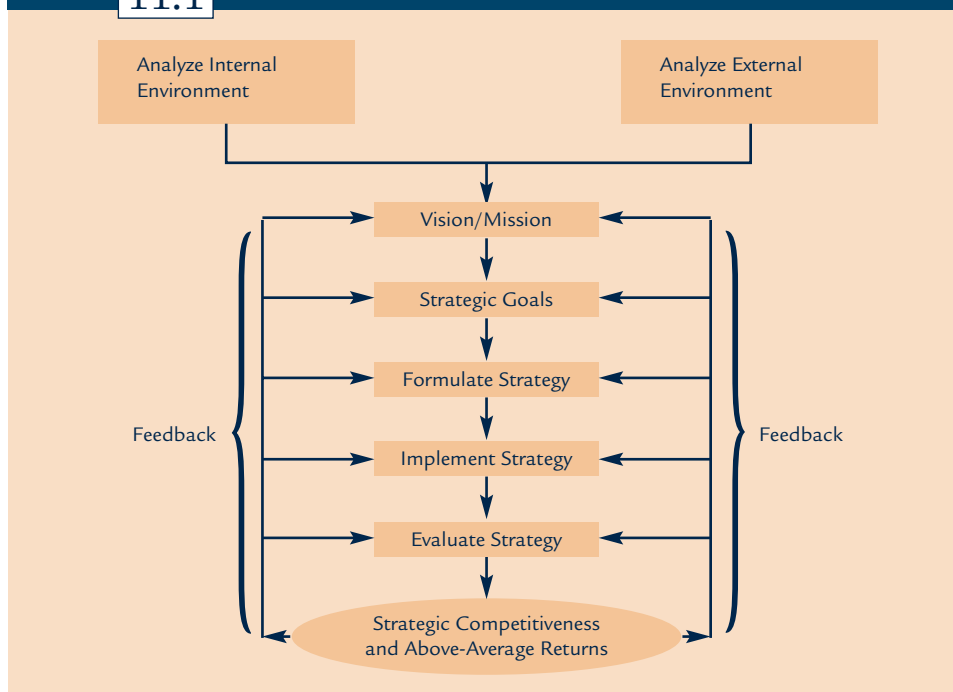 11.1
Analyze Internal
Environment
Analyze External
Environment
Vision/Mission
Strategic Goals
Formulate Strategy
Feedback
Feedback
Implement Strategy
Evaluate Strategy
Strategic Competitiveness
and Above-Average Returns